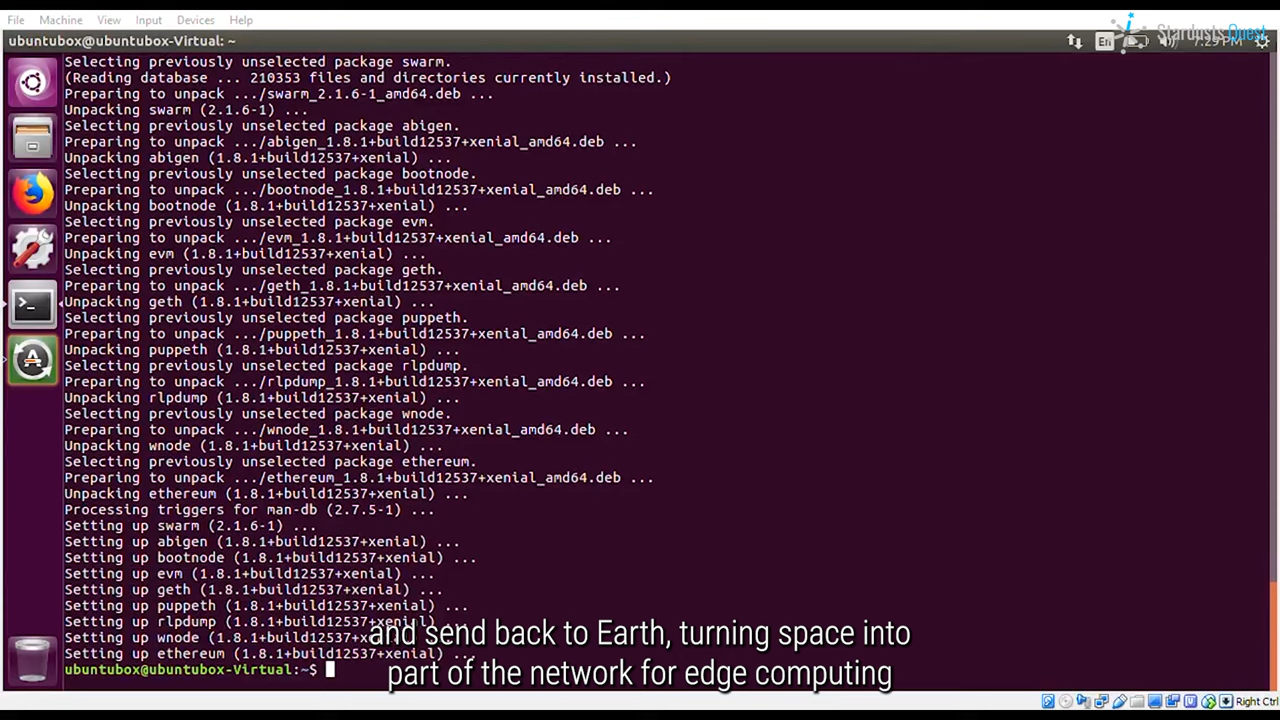 File Machine View Input Devices Help
Stardusts Quest
ubuntubox@ubuntubox-Virtual: ~ En 7:29 PM
Selecting previously unselected package swarm.
(Reading database ... 210353 files and directories currently installed.)
Preparing to unpack .../swarm_2.1.6-1_amd64.deb ...
Unpacking swarm (2.1.6-1) ...
Selecting previously unselected package abigen.
Preparing to unpack .../abigen_1.8.1+build12537+xenial_amd64.deb ...
Unpacking abigen (1.8.1+build12537+xenial) ...
Selecting previously unselected package bootnode.
Preparing to unpack .../bootnode_1.8.1+build12537+xenial_amd64.deb ...
Unpacking bootnode (1.8.1+build12537+xenial) ...
Selecting previously unselected package evm.
Preparing to unpack .../evm_1.8.1+build12537+xenial_amd64.deb ...
Unpacking evm (1.8.1+build12537+xenial) ...
Selecting previously unselected package geth.
Preparing to unpack .../geth_1.8.1+build12537+xenial_amd64.deb ...
Unpacking geth (1.8.1+build12537+xenial) ...
Selecting previously unselected package puppeth.
Preparing to unpack .../puppeth_1.8.1+build12537+xenial_amd64.deb ...
Unpacking puppeth (1.8.1+build12537+xenial) ...
Selecting previously unselected package rlpdump.
Preparing to unpack .../rlpdump_1.8.1+build12537+xenial_amd64.deb ...
Unpacking rlpdump (1.8.1+build12537+xenial) ...
Selecting previously unselected package wnode.
Preparing to unpack .../wnode_1.8.1+build12537+xenial_amd64.deb ...
Unpacking wnode (1.8.1+build12537+xenial) ...
Selecting previously unselected package ethereum.
Preparing to unpack .../ethereum_1.8.1+build12537+xenial_amd64.deb ...
Unpacking ethereum (1.8.1+build12537+xenial) ...
Processing triggers for man-db (2.7.5-1) ...
Setting up swarm (2.1.6-1) ...
Setting up abigen (1.8.1+build12537+xenial) ...
Setting up bootnode (1.8.1+build12537+xenial) ...
Setting up evm (1.8.1+build12537+xenial) ...
Setting up geth (1.8.1+build12537+xenial) ...
Setting up puppeth (1.8.1+build12537+xenial) ...
Setting up rlpdump (1.8.1+build12537+xenial) ...
Setting up wnode (1.8.1+build12537+xenial) ...
Setting up ethereum (1.8.1+build12537+xenial) ...
ubuntubox@ubuntubox-Virtual:~$
and send back to Earth, turning space into
part of the network for edge computing
Right Ctrl